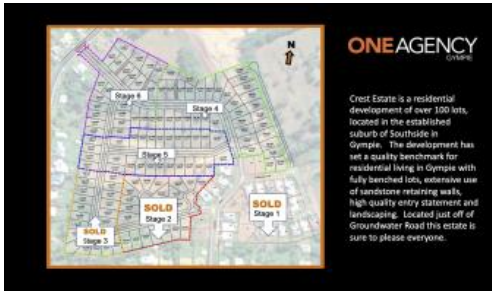 N
ONEAGENCY
GYMPIE
Stage 6
Stage 4
Stage 5
SOLD
Stage 2
SOLD
Stage 1
SOLD
Stage 3
Crest Estate is a residential
development of over 100 lots,
located in the established
suburb of Southside in
Gympie. The development has
set a quality benchmark for
residential living in Gympie with
fully benched lots, extensive use
of sandstone retaining walls,
high quality entry statement and
landscaping. Located just off of
Groundwater Road this estate is
sure to please everyone.